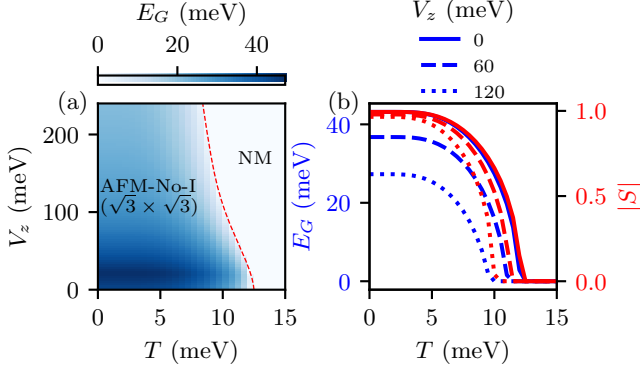 E_G (meV)
0 20 40
V_z
0
60
120
(a)
NM
AFM-No-I
(√3 × √3)
V_z (meV)
200
100
0
0 5 10 15
T (meV)
(b)
E_G (meV)
40
20
0
0 5 10 15
T (meV)
1.0
0.5
0.0
|S|